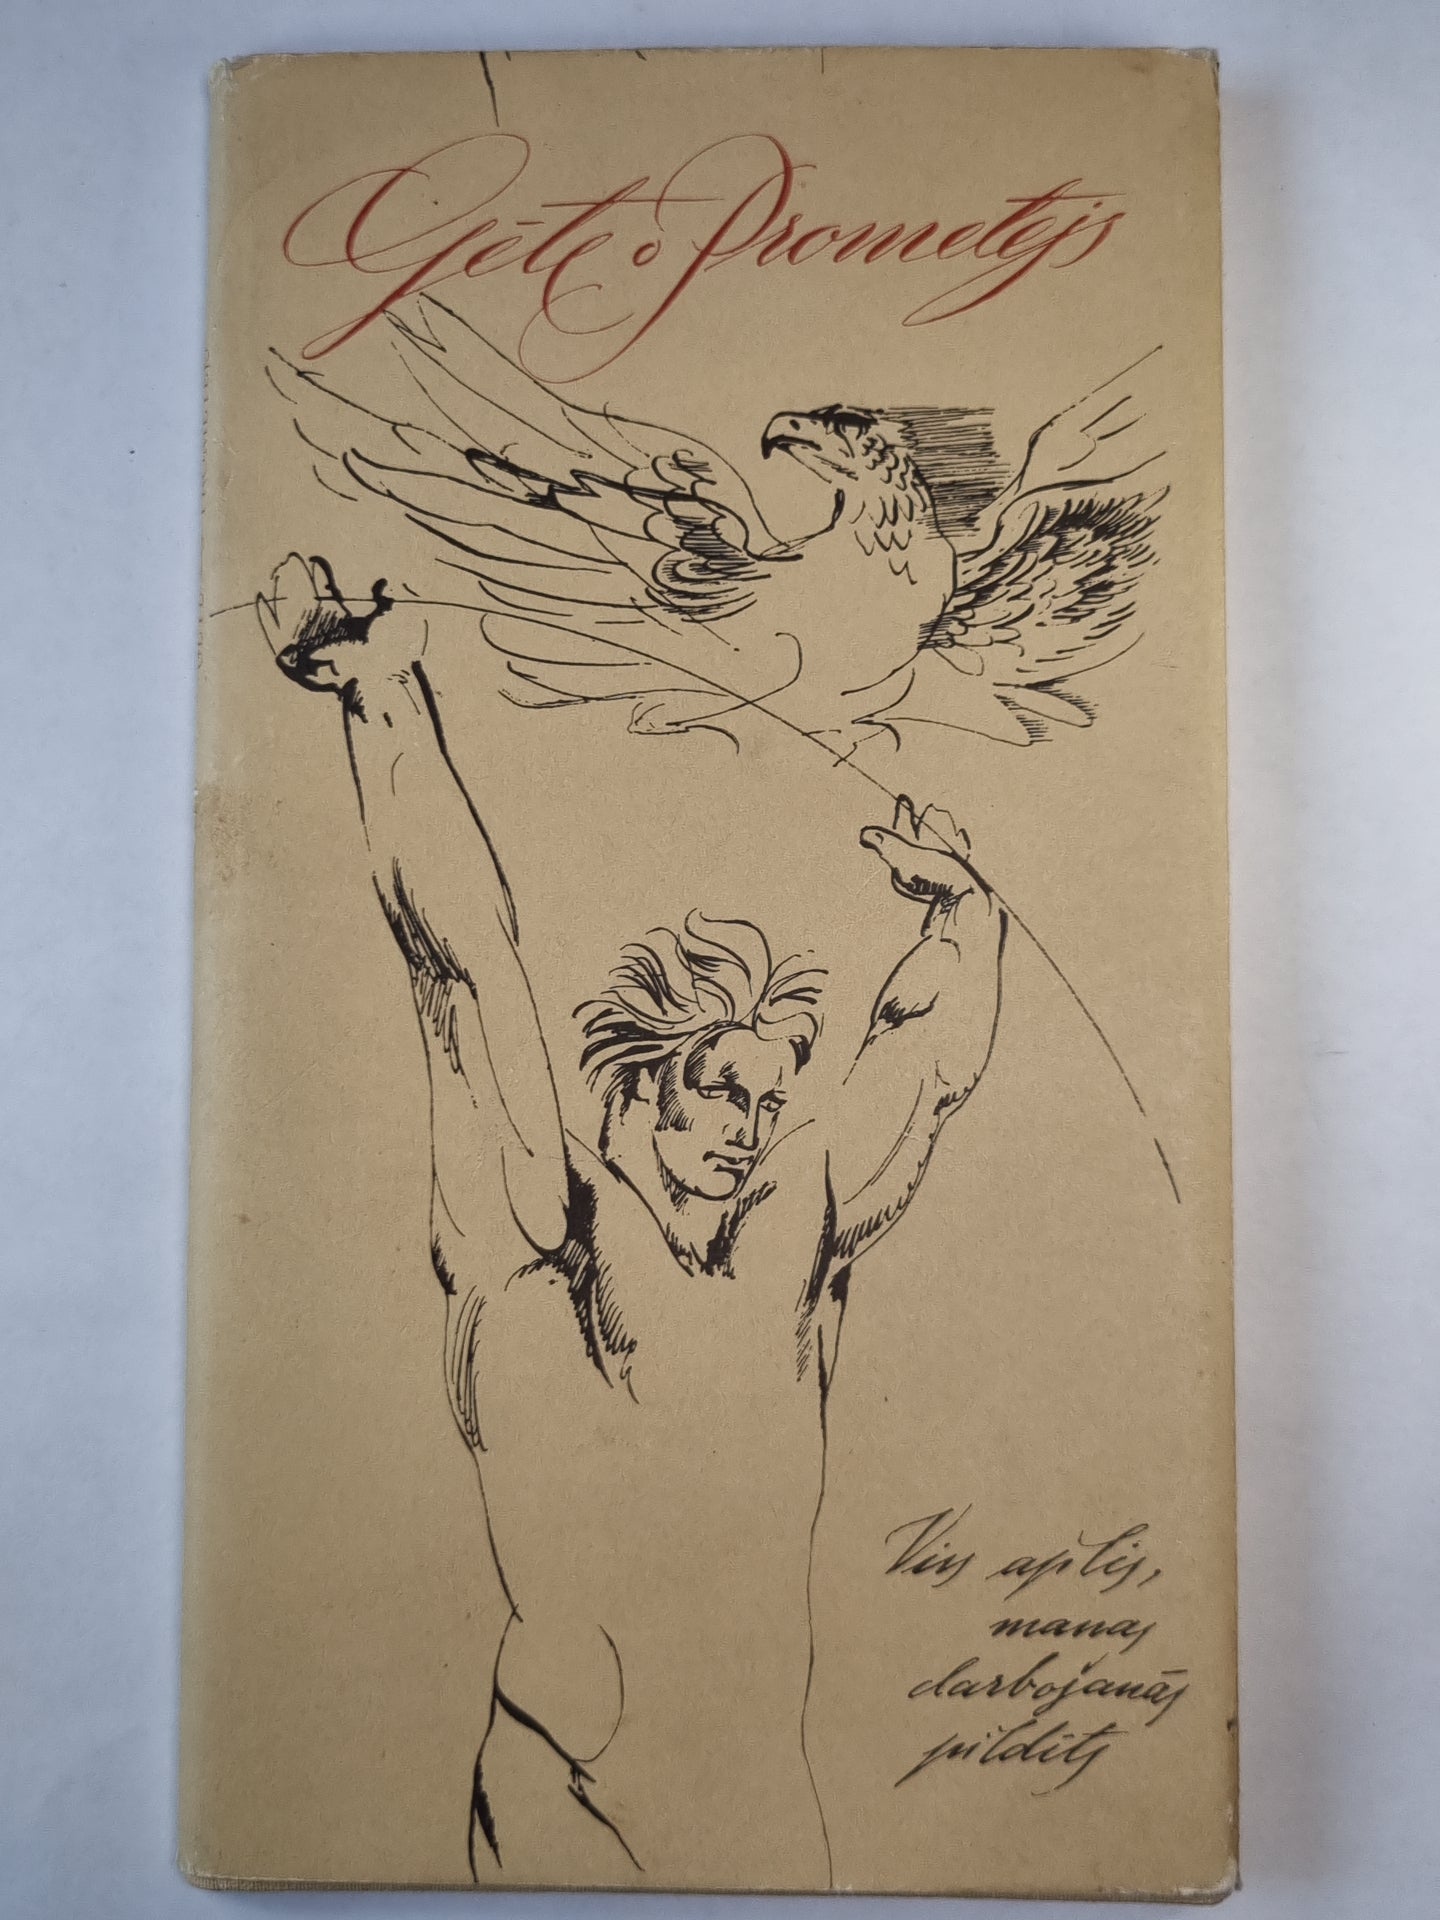 Gēte ∘ Prometejs
Viss aplis,
manas
darbošanās
pildīts